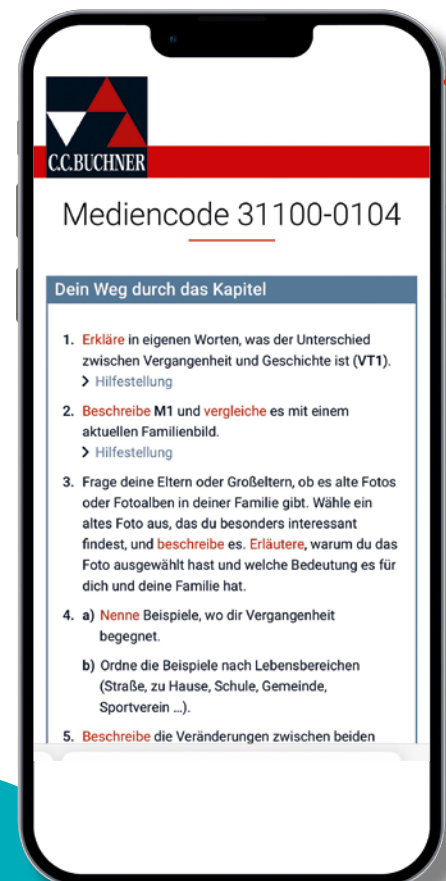 C.C.BUCHNER
Mediencode 31100-0104
Dein Weg durch das Kapitel
1. Erkläre in eigenen Worten, was der Unterschied
zwischen Vergangenheit und Geschichte ist (VT1).
> Hilfestellung
2. Beschreibe M1 und vergleiche es mit einem
aktuellen Familienbild.
> Hilfestellung
3. Frage deine Eltern oder Großeltern, ob es alte Fotos
oder Fotoalben in deiner Familie gibt. Wähle ein
altes Foto aus, das du besonders interessant
findest, und beschreibe es. Erläutere, warum du das
Foto ausgewählt hast und welche Bedeutung es für
dich und deine Familie hat.
4. a) Nenne Beispiele, wo dir Vergangenheit
begegnet.
b) Ordne die Beispiele nach Lebensbereichen
(Straße, zu Hause, Schule, Gemeinde,
Sportverein ...).
5. Beschreibe die Veränderungen zwischen beiden